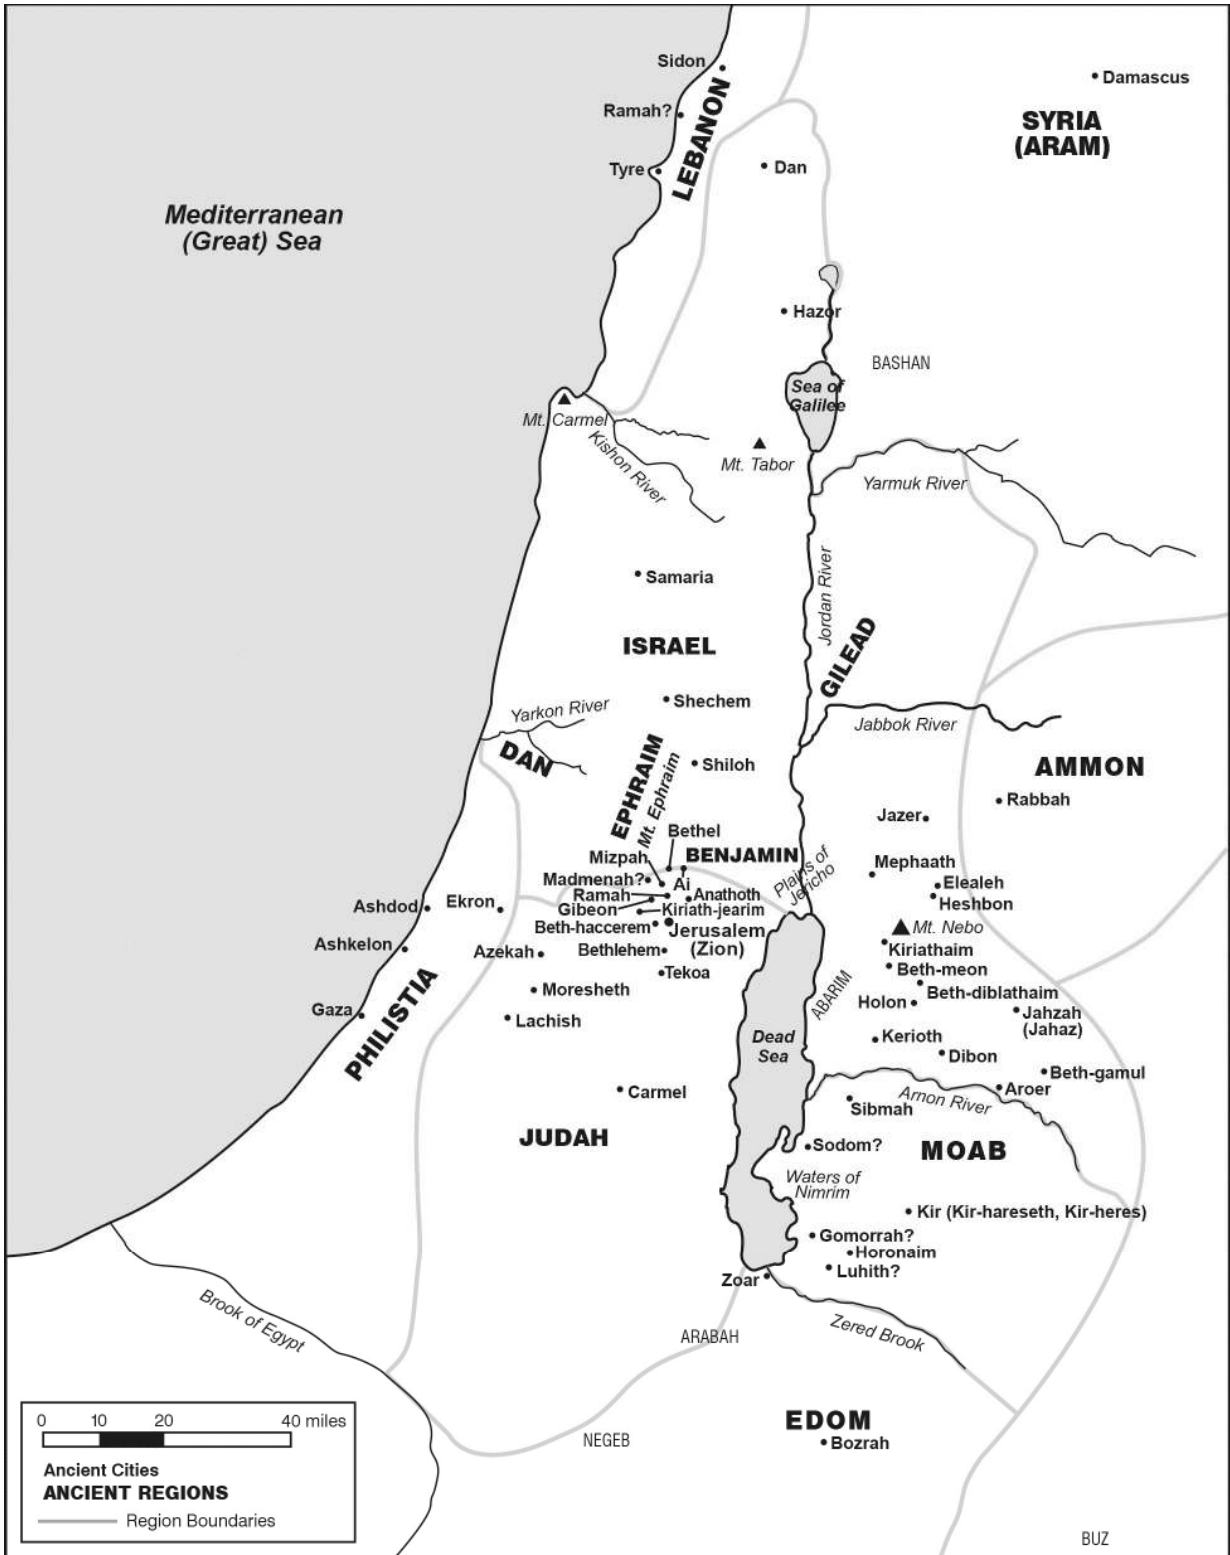 Sidon
Damascus
Ramah?
LEBANON
SYRIA
(ARAM)
Tyre
Dan
Mediterranean
(Great) Sea
Hazor
BASHAN
Sea of
Galilee
Mt. Carmel
Kishon River
Mt. Tabor
Yarmuk River
Jordan River
Samaria
ISRAEL
GILEAD
Shechem
Yarkon River
Jabbok River
DAN
EPHRAIM
Mt. Ephraim
Shiloh
AMMON
Rabbah
Jazer
Bethel
Mizpah
BENJAMIN
Plains of
Jericho
Mephaath
Madmenah?
Ai
Elealeh
Ramah
Anathoth
Heshbon
Ashdod
Ekron
Gibeon
Kiriath-jearim
Beth-haccerem
Jerusalem
(Zion)
Mt. Nebo
Ashkelon
Azekah
Bethlehem
Kiriathaim
Tekoa
Beth-meon
Moresheth
ABARIM
Beth-diblathaim
Gaza
PHILISTIA
Lachish
Holon
Jahzah
(Jahaz)
Dead
Sea
Kerioth
Dibon
Beth-gamul
Carmel
Arnon River
Aroer
Sibmah
JUDAH
Sodom?
MOAB
Waters of
Nimrim
Kir (Kir-hareseth, Kir-heres)
Gomorrah?
Horonaim
Luhith?
Zoar
Brook of Egypt
ARABAH
Zered Brook
EDOM
NEGEB
Bozrah
BUZ
0 10 20 40 miles
Ancient Cities
ANCIENT REGIONS
Region Boundaries